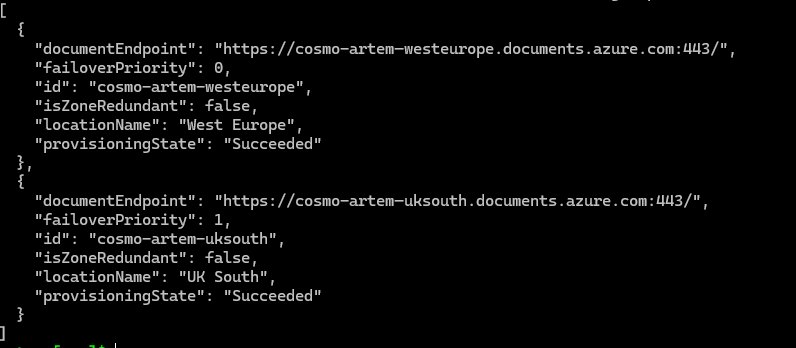 [
  {
    "documentEndpoint": "https://cosmo-artem-westeurope.documents.azure.com:443/",
    "failoverPriority": 0,
    "id": "cosmo-artem-westeurope",
    "isZoneRedundant": false,
    "locationName": "West Europe",
    "provisioningState": "Succeeded"
  },
  {
    "documentEndpoint": "https://cosmo-artem-uksouth.documents.azure.com:443/",
    "failoverPriority": 1,
    "id": "cosmo-artem-uksouth",
    "isZoneRedundant": false,
    "locationName": "UK South",
    "provisioningState": "Succeeded"
  }
]